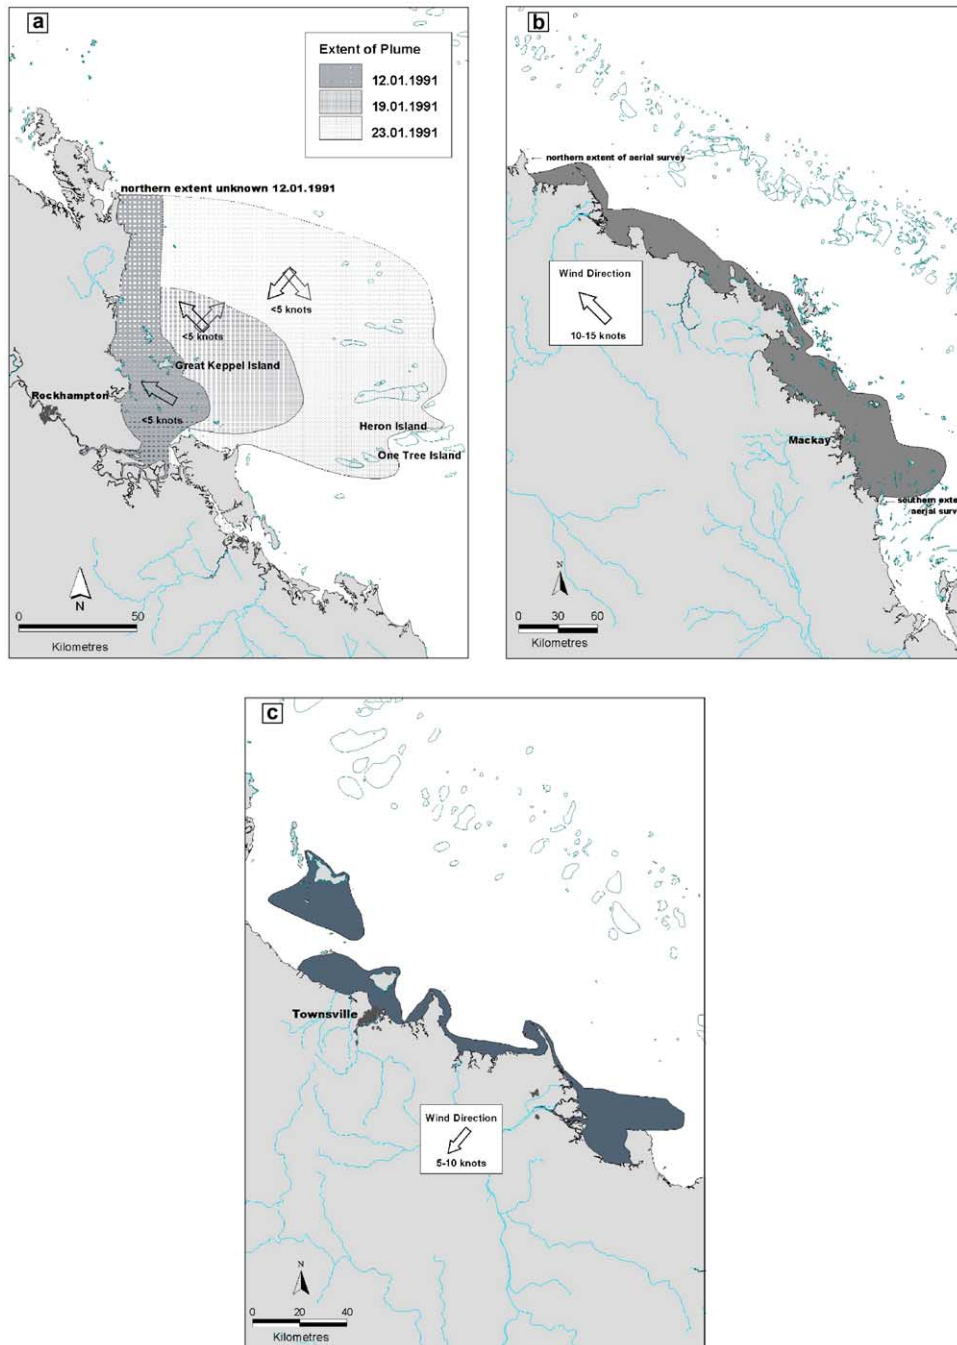 a
Extent of Plume
12.01.1991
19.01.1991
23.01.1991
northern extent unknown 12.01.1991
<5 knots
<5 knots
Great Keppel Island
Rockhampton
<5 knots
Heron Island
One Tree Island
N
0 50
Kilometres
b
northern extent of aerial survey
Wind Direction
10-15 knots
Mackay
southern exte
aerial surv
N
0 30 60
Kilometres
c
Townsville
Wind Direction
5-10 knots
N
0 20 40
Kilometres